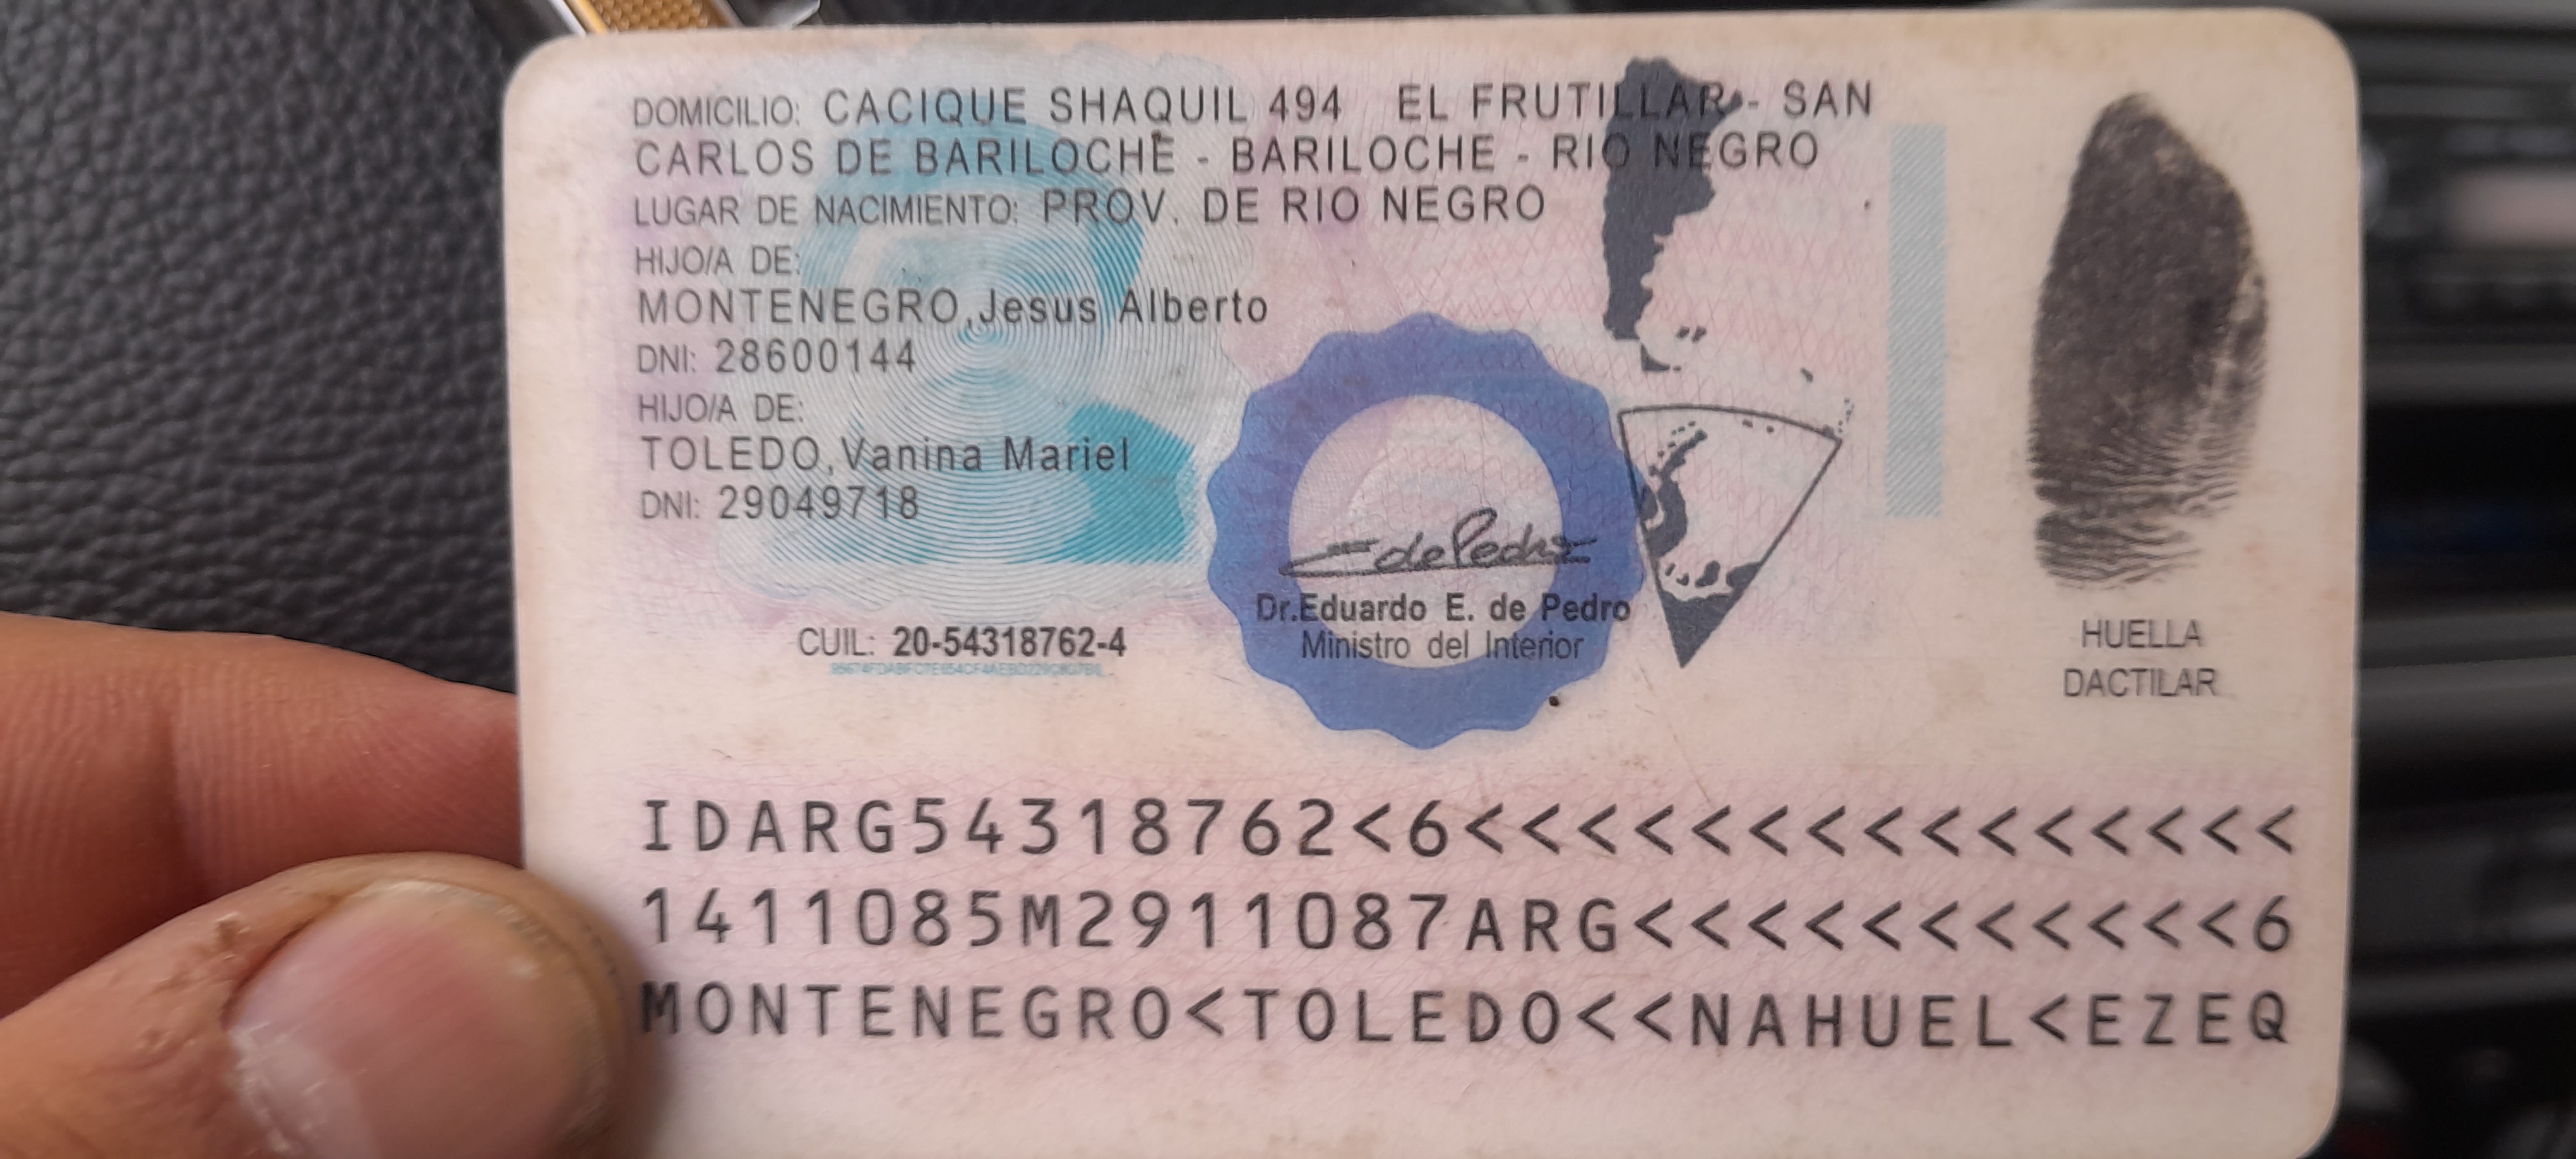 DOMICILIO: CACIQUE SHAQUIL 494 EL FRUTILLAR - SAN
CARLOS DE BARILOCHE - BARILOCHE - RIO NEGRO
LUGAR DE NACIMIENTO: PROV. DE RIO NEGRO
HIJO/A DE:
MONTENEGRO,Jesus Alberto
DNI: 28600144
HIJO/A DE:
TOLEDO,Vanina Mariel
DNI: 29049718
E de Pedro
Dr.Eduardo E. de Pedro
Ministro del Interior
CUIL: 20-54318762-4
HUELLA
DACTILAR
IDARG54318762<6<<<<<<<<<<<<<<<
1411085M2911087ARG<<<<<<<<<<<6
MONTENEGRO<TOLEDO<<NAHUEL<EZEQ